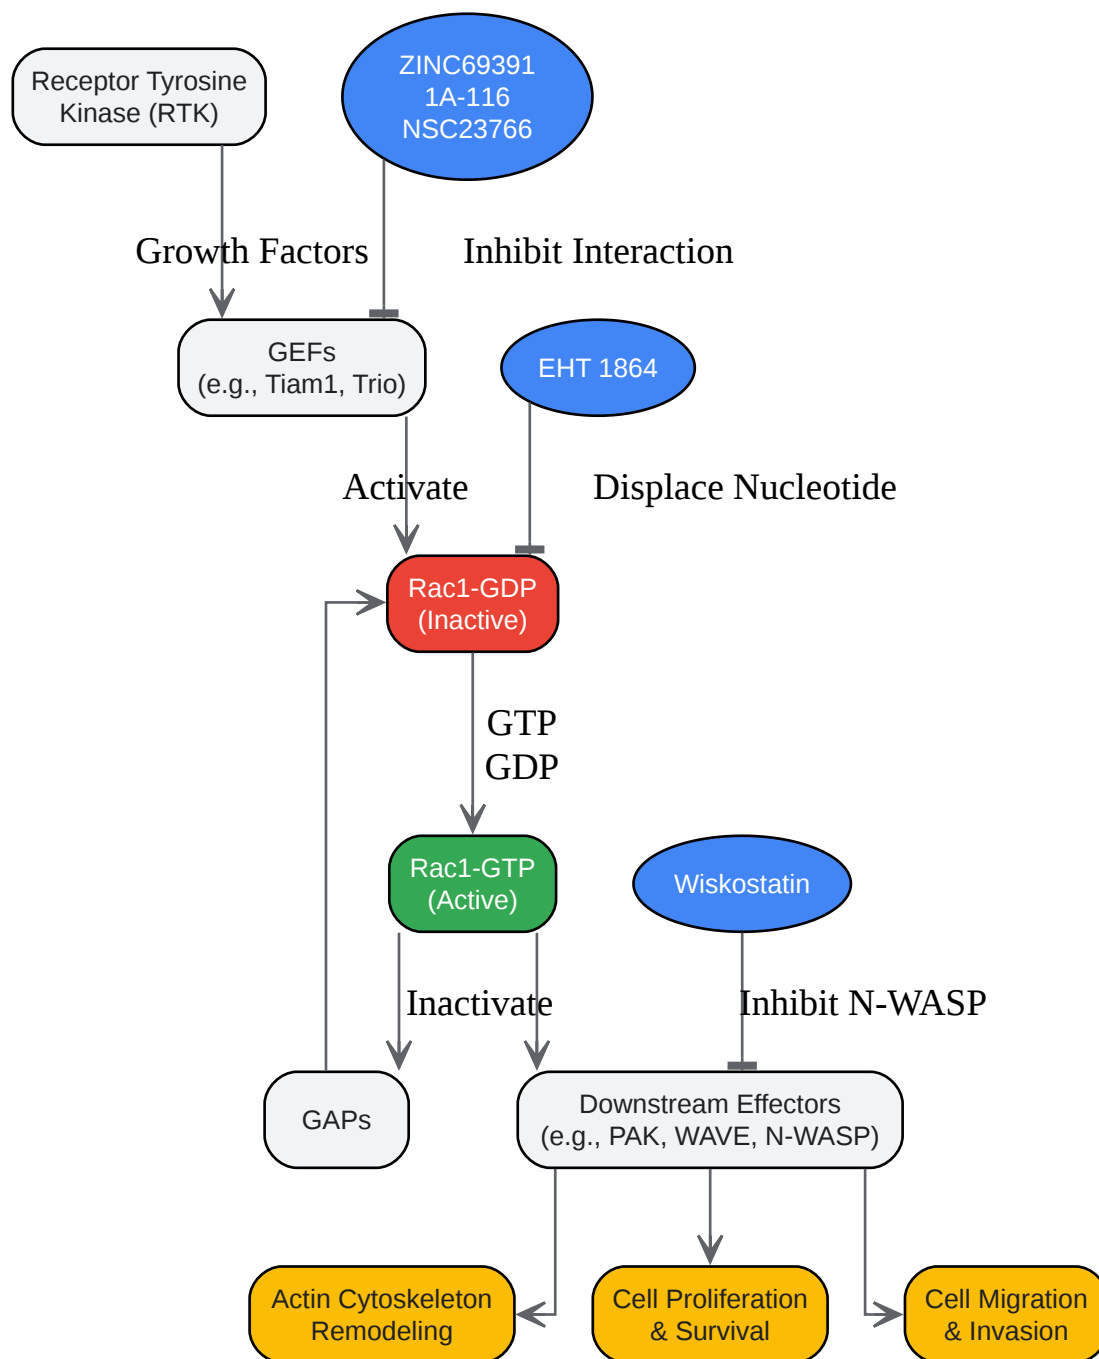 Receptor Tyrosine
Kinase (RTK)
ZINC69391
1A-116
NSC23766
Growth Factors
Inhibit Interaction
GEFs
(e.g., Tiam1, Trio)
EHT 1864
Activate
Displace Nucleotide
Rac1-GDP
(Inactive)
GTP
GDP
Rac1-GTP
(Active)
Wiskostatin
Inactivate
Inhibit N-WASP
GAPs
Downstream Effectors
(e.g., PAK, WAVE, N-WASP)
Actin Cytoskeleton
Remodeling
Cell Proliferation
& Survival
Cell Migration
& Invasion